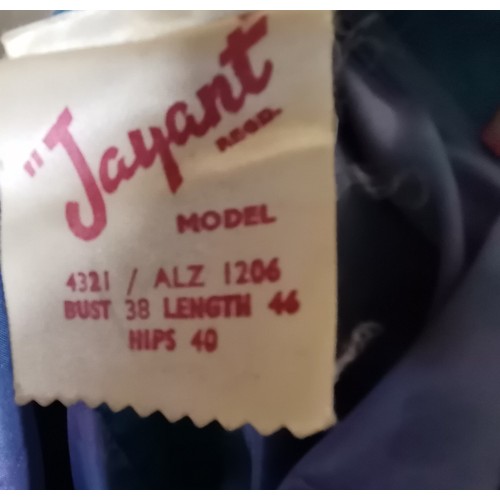 "Jayant"
REGD.
MODEL
4321 / ALZ 1206
BUST 38 LENGTH 46
HIPS 40